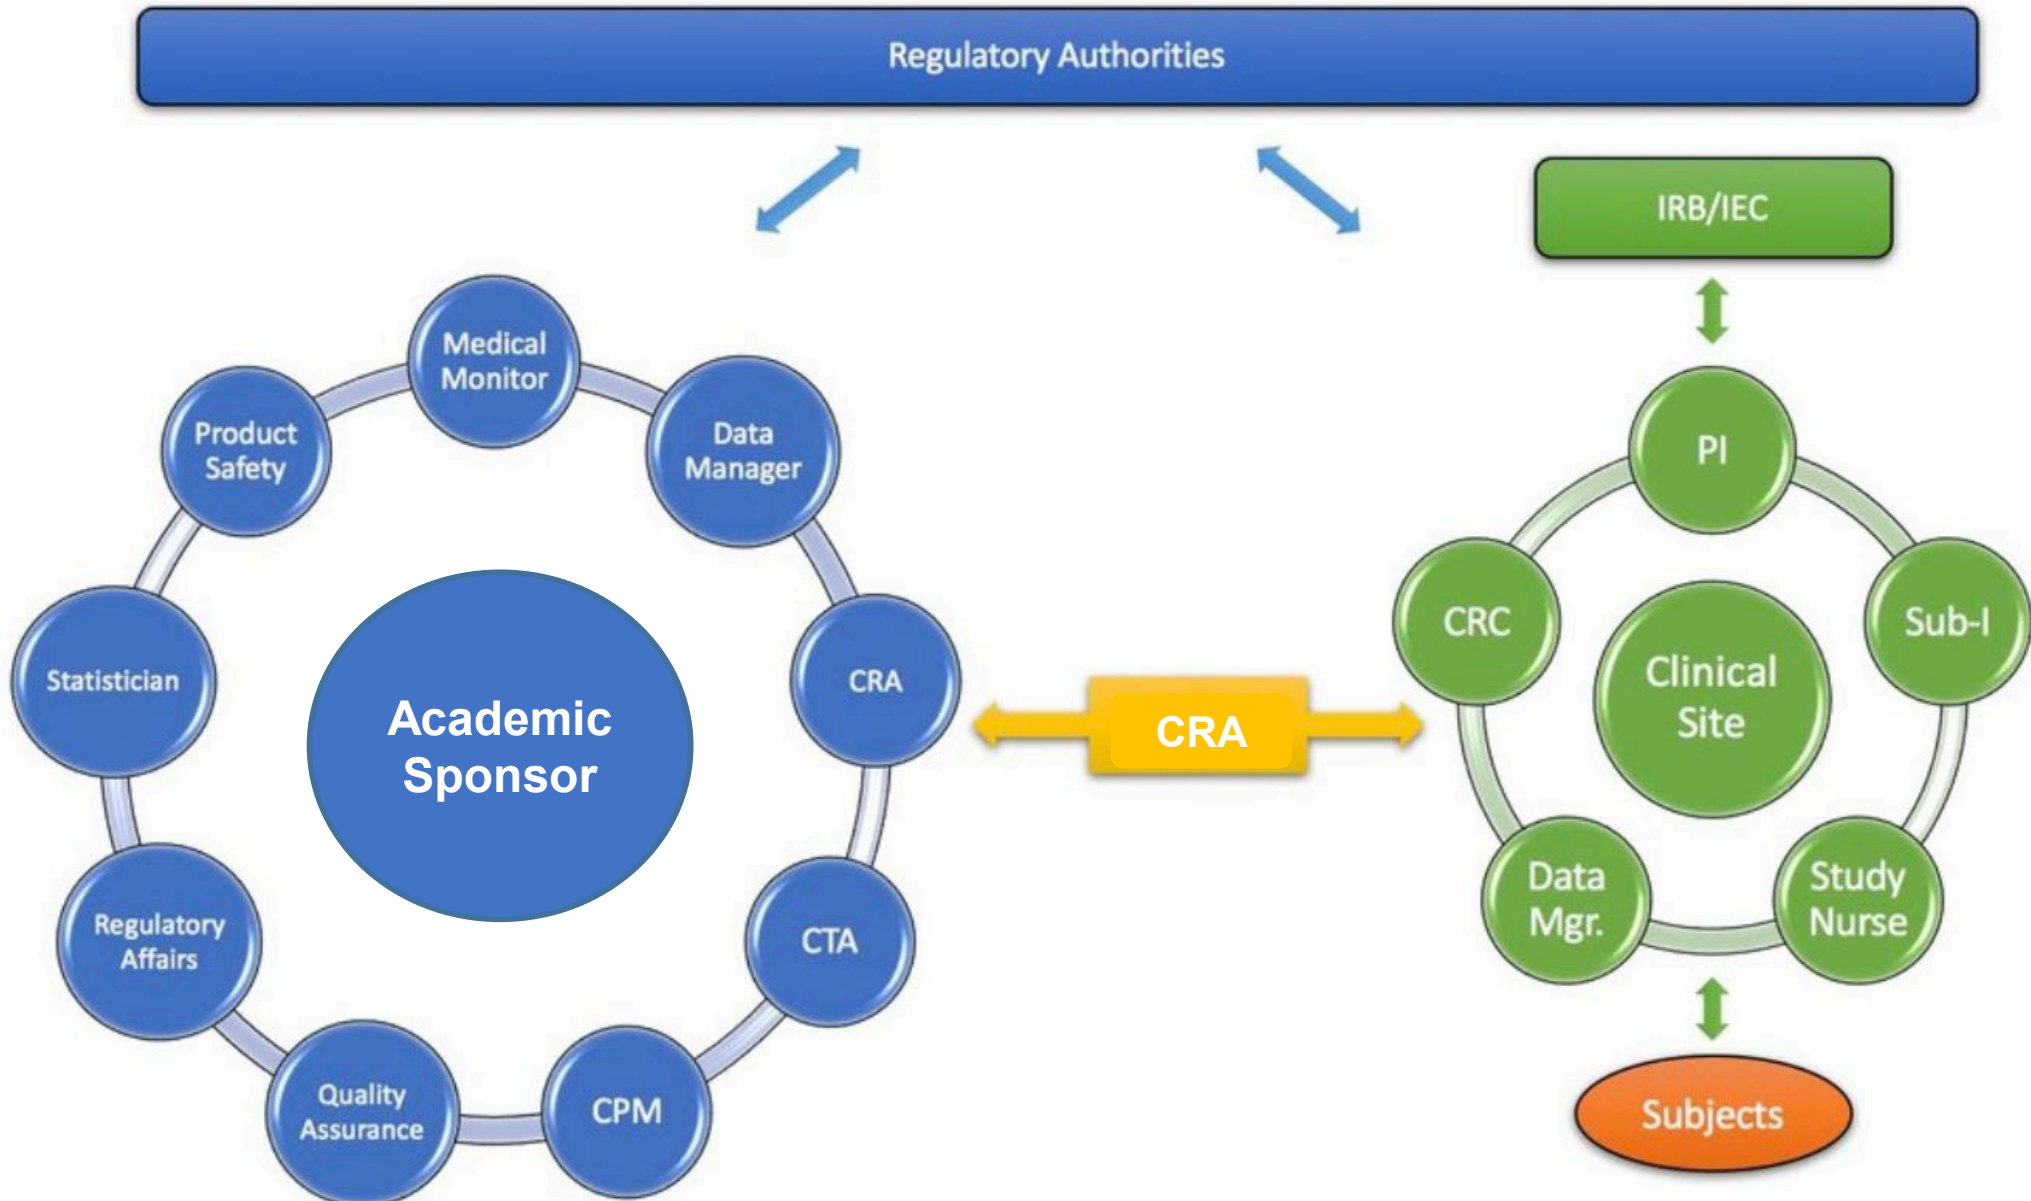 Regulatory Authorities
IRB/IEC
Medical
Monitor
Product
Safety
Data
Manager
Statistician
Academic
Sponsor
CRA
Regulatory
Affairs
CTA
Quality
Assurance
CPM
CRA
PI
CRC
Sub-I
Clinical
Site
Data
Mgr.
Study
Nurse
Subjects